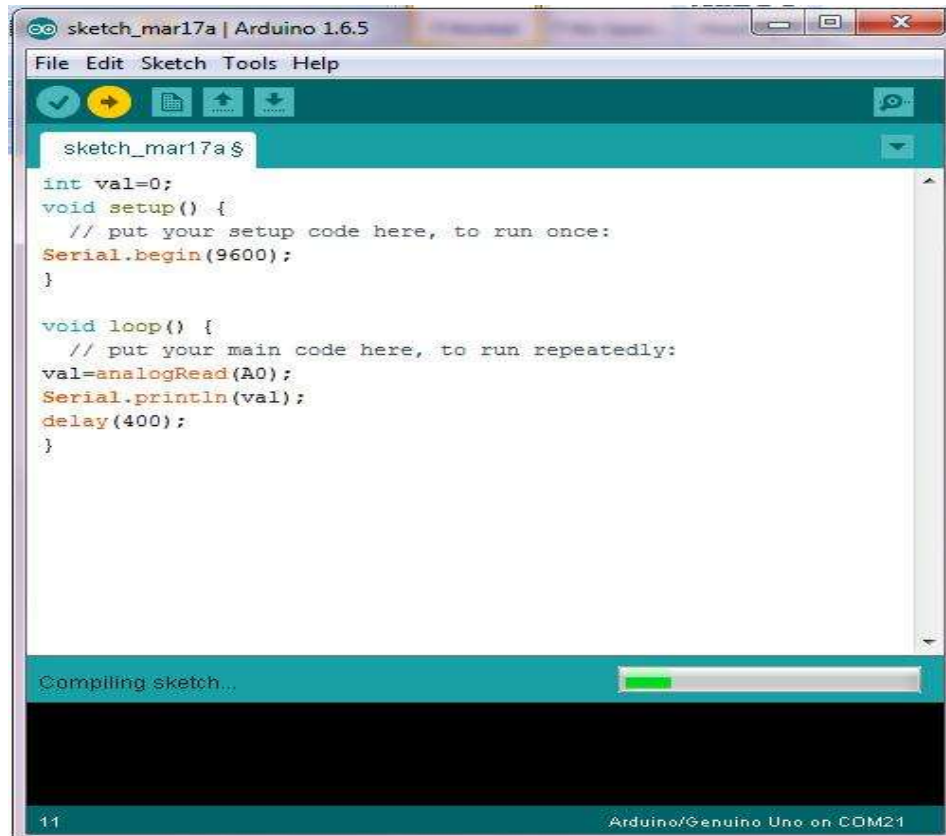 sketch_mar17a | Arduino 1.6.5
File Edit Sketch Tools Help
sketch_mar17a §
int val=0;
void setup() {
  // put your setup code here, to run once:
Serial.begin(9600);
}
void loop() {
  // put your main code here, to run repeatedly:
val=analogRead(A0);
Serial.println(val);
delay(400);
}
Compiling sketch...
11 Arduino/Genuino Uno on COM21